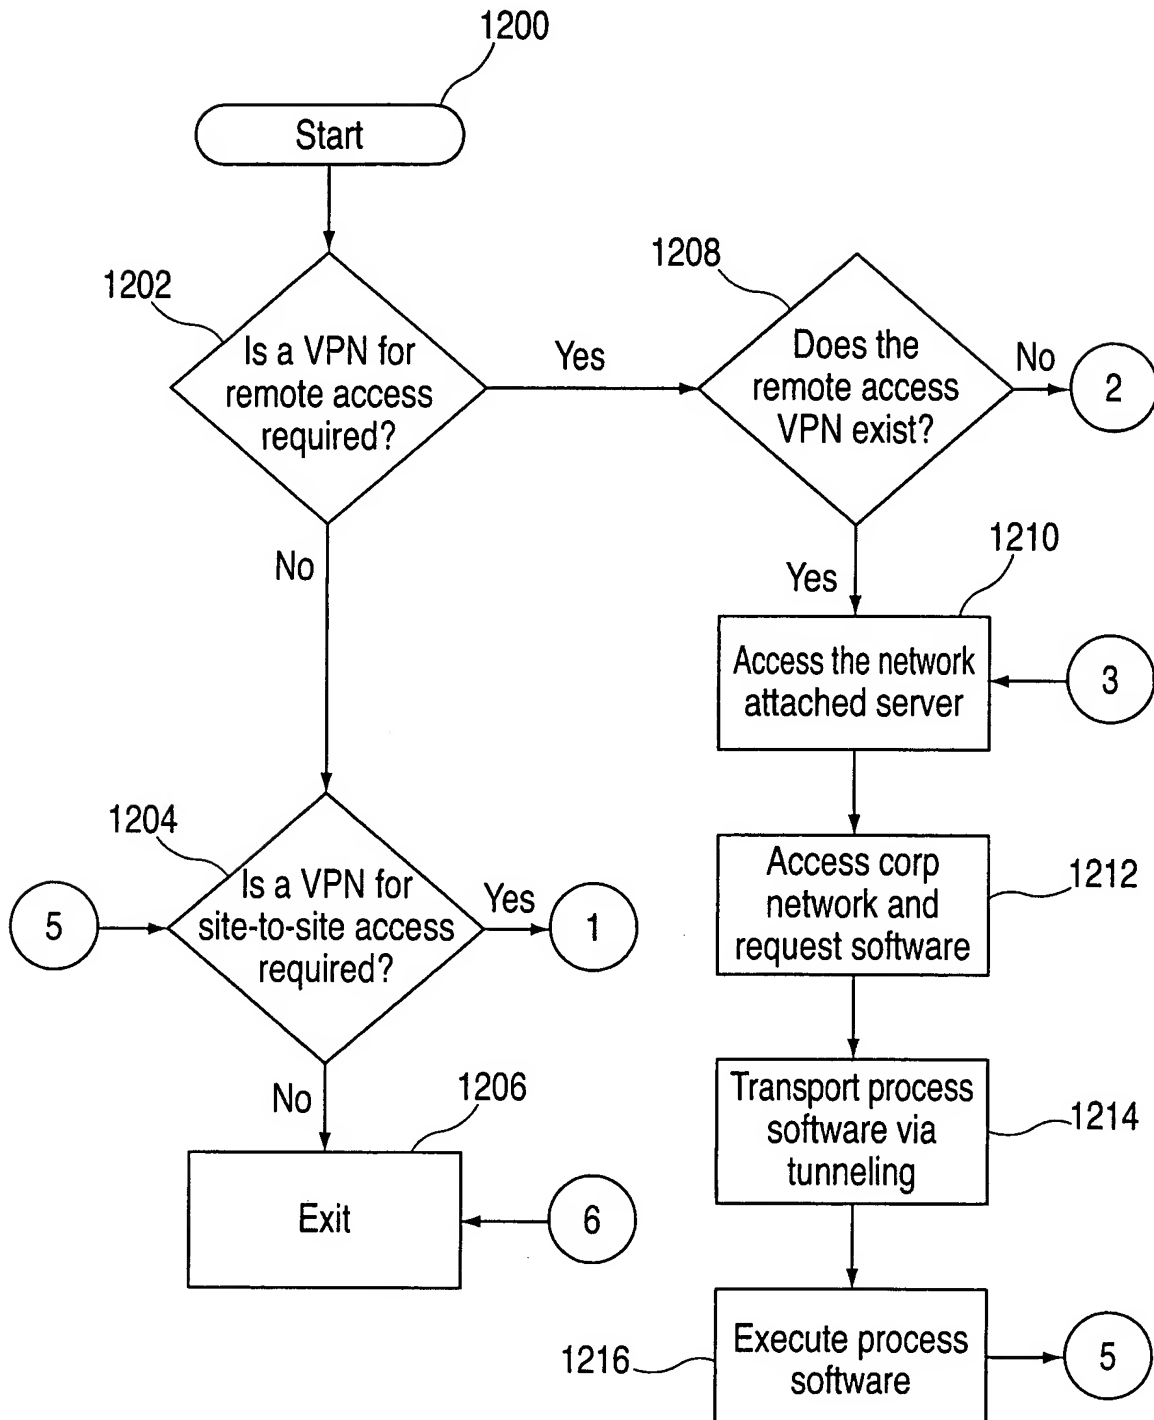 1200
Start
1202
Is a VPN for
remote access
required?
Yes
1208
Does the
remote access
VPN exist?
No
2
No
Yes
1210
Access the network
attached server
3
1204
5
Is a VPN for
site-to-site access
required?
Yes
1
Access corp
network and
request software
1212
No
1206
Exit
6
Transport process
software via
tunneling
1214
1216
Execute process
software
5